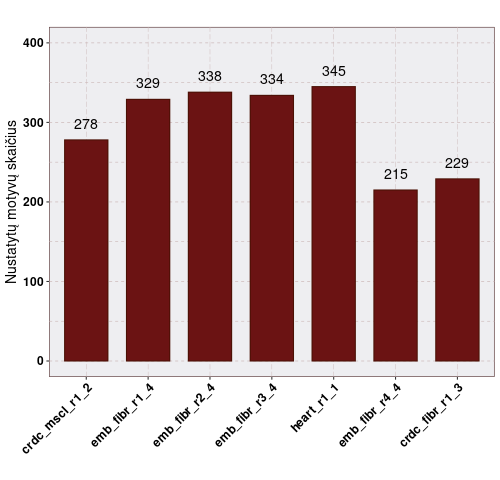 Nustatytų motyvų skaičius
400
300
200
100
0
278
329
338
334
345
215
229
crdc_mscl_r1_2
emb_fibr_r1_4
emb_fibr_r2_4
emb_fibr_r3_4
heart_r1_1
emb_fibr_r4_4
crdc_fibr_r1_3